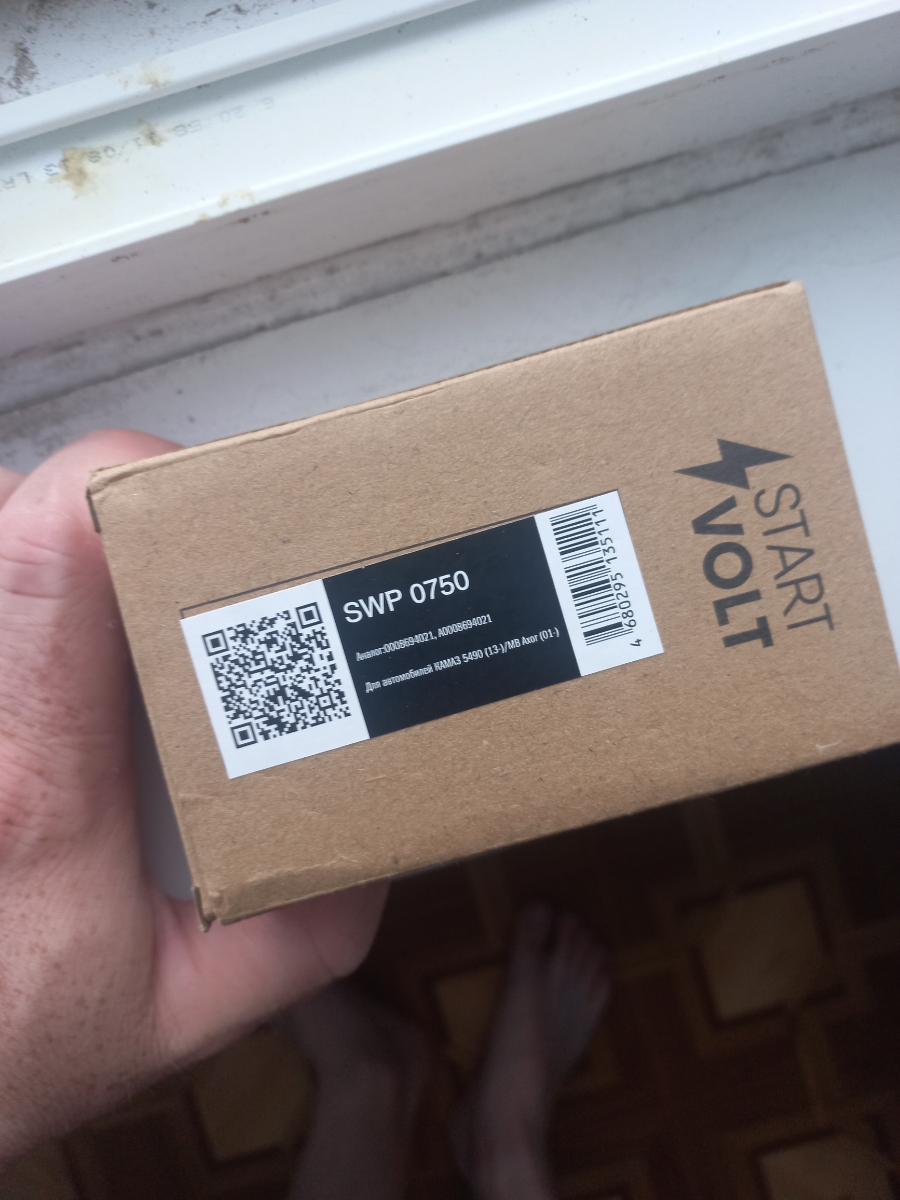 SWP 0750
Аналог:0008694021, A0008694021
Для автомобилей КАМАЗ 5490 (13-)/MB Axor (01-)
4 680295 135111
START
VOLT